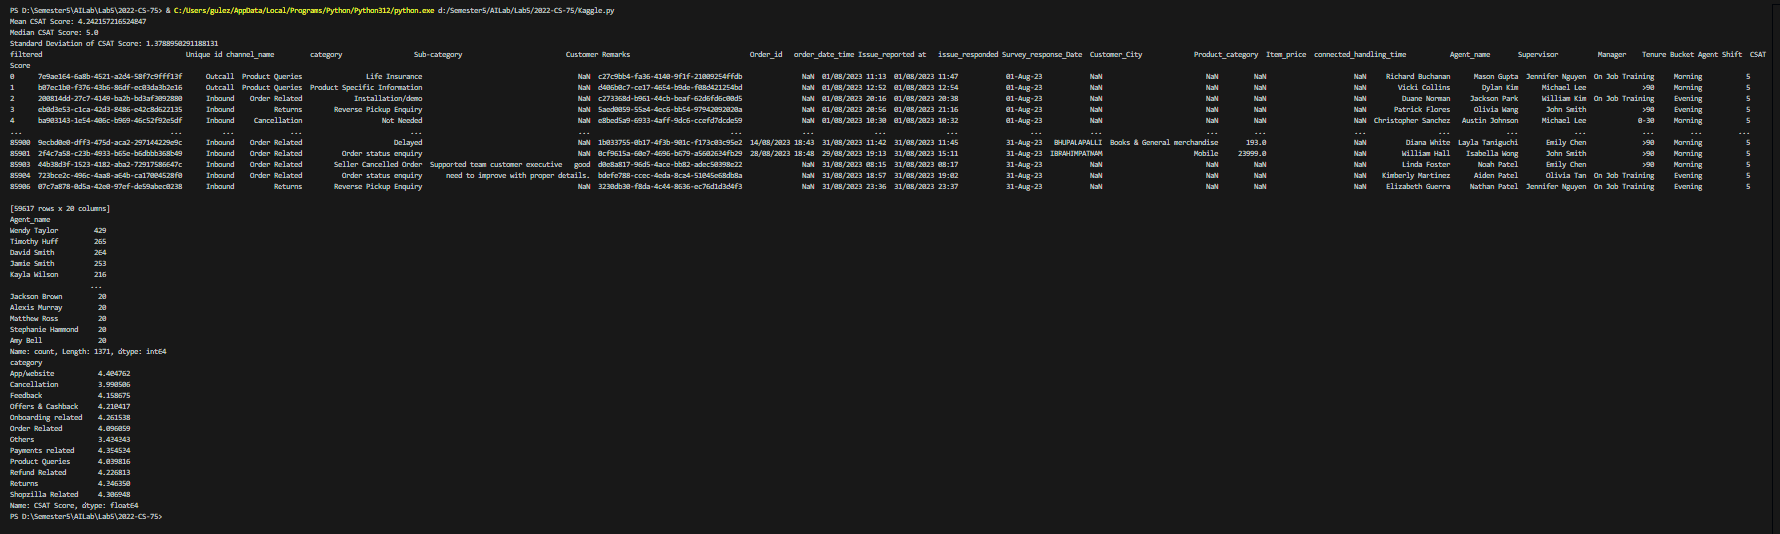 PS D:\Semester5\AILab\Lab5\2022-CS-75> & C:/Users/gulez/AppData/Local/Programs/Python/Python312/python.exe d:/Semester5/AILab/Lab5/2022-CS-75/Kaggle.py
Mean CSAT Score: 4.242157216524847
Median CSAT Score: 5.0
Standard Deviation of CSAT Score: 1.3788950291188131
filtered Unique id channel_name category Sub-category Customer Remarks Order_id order_date_time Issue_reported at issue_responded Survey_response_Date Customer_City Product_category Item_price connected_handling_time Agent_name Supervisor Manager Tenure Bucket Agent Shift CSAT
Score
0 7e9ae164-6a8b-4521-a2d4-58f7c9fff13f Outcall Product Queries Life Insurance NaN c27c9bb4-fa36-4140-9f1f-21009254ffdb NaN 01/08/2023 11:13 01/08/2023 11:47 01-Aug-23 NaN NaN NaN NaN Richard Buchanan Mason Gupta Jennifer Nguyen On Job Training Morning 5
1 b07ec1b0-f376-43b6-86df-ec03da3b2e16 Outcall Product Queries Product Specific Information NaN d406b0c7-ce17-4654-b9de-f08d421254bd NaN 01/08/2023 12:52 01/08/2023 12:54 01-Aug-23 NaN NaN NaN NaN Vicki Collins Dylan Kim Michael Lee >90 Morning 5
2 200814dd-27c7-4149-ba2b-bd3af3092880 Inbound Order Related Installation/demo NaN c273368d-b961-44cb-beaf-62d6fd6c00d5 NaN 01/08/2023 20:16 01/08/2023 20:38 01-Aug-23 NaN NaN NaN NaN Duane Norman Jackson Park William Kim On Job Training Evening 5
3 eb0d3e53-c1ca-42d3-8486-e42c8d622135 Inbound Returns Reverse Pickup Enquiry NaN 5aed0059-55a4-4ec6-bb54-97942092020a NaN 01/08/2023 20:56 01/08/2023 21:16 01-Aug-23 NaN NaN NaN NaN Patrick Flores Olivia Wang John Smith >90 Evening 5
4 ba903143-1e54-406c-b969-46c52f92e5df Inbound Cancellation Not Needed NaN e8bed5a9-6933-4aff-9dc6-ccefd7dcde59 NaN 01/08/2023 10:30 01/08/2023 10:32 01-Aug-23 NaN NaN NaN NaN Christopher Sanchez Austin Johnson Michael Lee 0-30 Morning 5
... ... ... ... ... ... ... ... ... ... ... ... ... ... ... ... ... ... ... ... ...
85900 9ecbd0e0-dff3-475d-aca2-297144229e9c Inbound Order Related Delayed NaN 1b033755-0b17-4f3b-901c-f173c03c95e2 14/08/2023 18:43 31/08/2023 11:42 31/08/2023 11:45 31-Aug-23 BHUPALAPALLI Books & General merchandise 193.0 NaN Diana White Layla Taniguchi Emily Chen >90 Morning 5
85901 2f4c7a58-c23b-4933-b65e-b6dbbb368b49 Inbound Order Related Order status enquiry NaN 0cf9615a-60e7-4696-b679-a5602634fb29 28/08/2023 18:48 29/08/2023 19:13 31/08/2023 15:11 31-Aug-23 IBRAHIMPATNAM Mobile 23999.0 NaN William Hall Isabella Wong John Smith >90 Evening 5
85903 44b38d3f-1523-4182-aba2-72917586647c Inbound Order Related Seller Cancelled Order Supported team customer executive good d0e8a817-96d5-4ace-bb82-adec50398e22 NaN 31/08/2023 08:15 31/08/2023 08:17 31-Aug-23 NaN NaN NaN NaN Linda Foster Noah Patel Emily Chen >90 Morning 5
85904 723bce2c-496c-4aa8-a64b-ca17004528f0 Inbound Order Related Order status enquiry need to improve with proper details. bdefe788-ccec-4eda-8ca4-51045e68db8a NaN 31/08/2023 18:57 31/08/2023 19:02 31-Aug-23 NaN NaN NaN NaN Kimberly Martinez Aiden Patel Olivia Tan On Job Training Evening 5
85906 07c7a878-0d5a-42e0-97ef-de59abec0238 Inbound Returns Reverse Pickup Enquiry NaN 3230db30-f8da-4c44-8636-ec76d1d3d4f3 NaN 31/08/2023 23:36 31/08/2023 23:37 31-Aug-23 NaN NaN NaN NaN Elizabeth Guerra Nathan Patel Jennifer Nguyen On Job Training Evening 5
[59617 rows x 20 columns]
Agent_name
Wendy Taylor 429
Timothy Huff 265
David Smith 264
Jamie Smith 253
Kayla Wilson 216
...
Jackson Brown 20
Alexis Murray 20
Matthew Ross 20
Stephanie Hammond 20
Amy Bell 20
Name: count, Length: 1371, dtype: int64
category
App/website 4.404762
Cancellation 3.990506
Feedback 4.158675
Offers & Cashback 4.210417
Onboarding related 4.261538
Order Related 4.096059
Others 3.434343
Payments related 4.354534
Product Queries 4.039816
Refund Related 4.226813
Returns 4.346350
Shopzilla Related 4.306948
Name: CSAT Score, dtype: float64
PS D:\Semester5\AILab\Lab5\2022-CS-75>